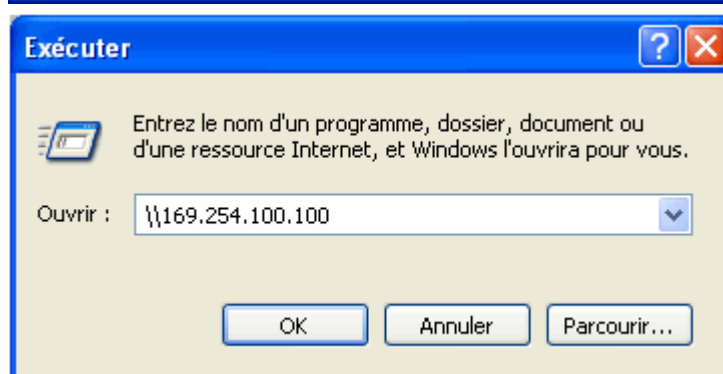 Exécuter
Entrez le nom d'un programme, dossier, document ou
d'une ressource Internet, et Windows l'ouvrira pour vous.
Ouvrir : \\169.254.100.100
OK Annuler Parcourir...